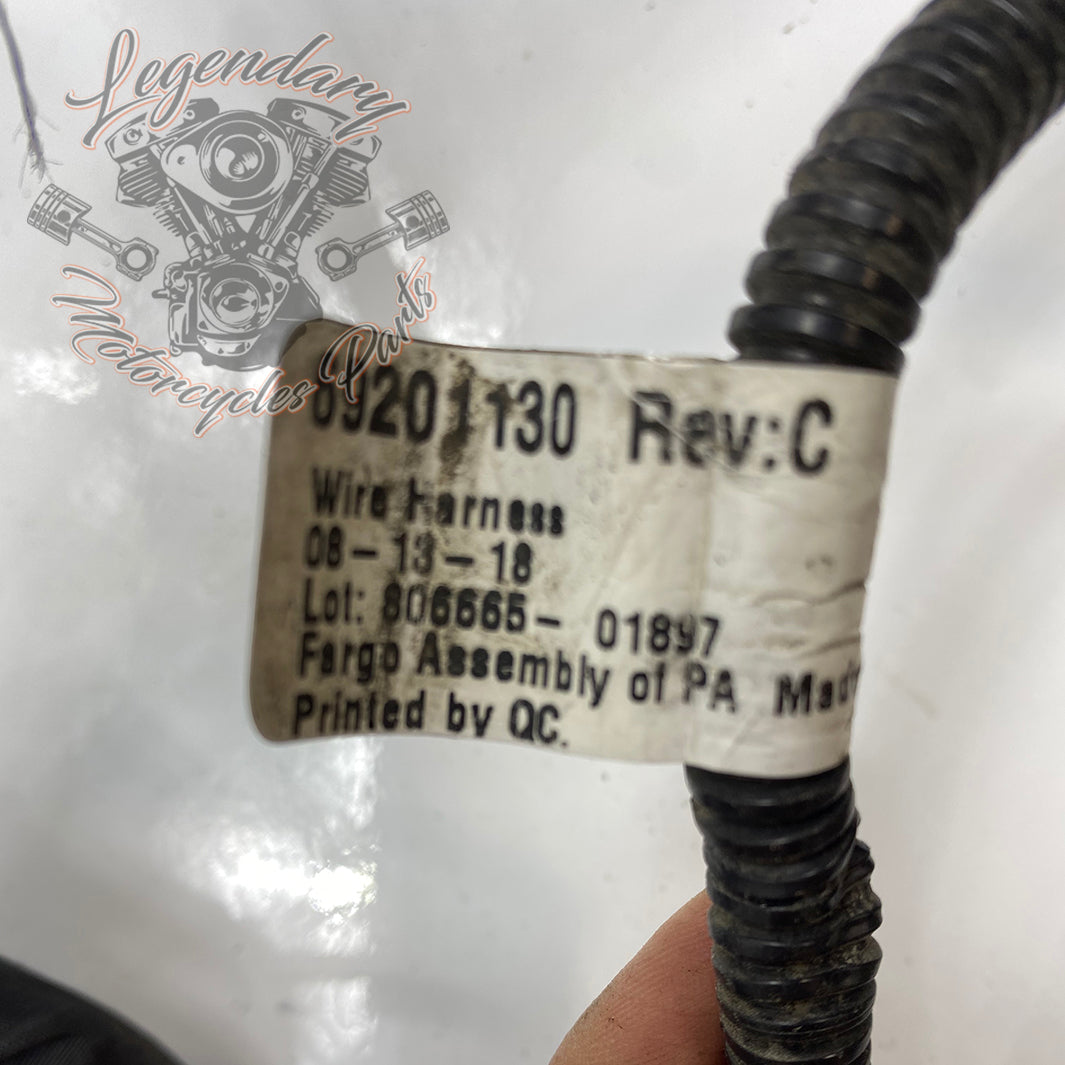 Legendary
Motorcycles Parts
69201130 Rev:C
Wire Harness
08-13-18
Lot: 806665- 01897
Fargo Assembly of PA Made
Printed by QC.